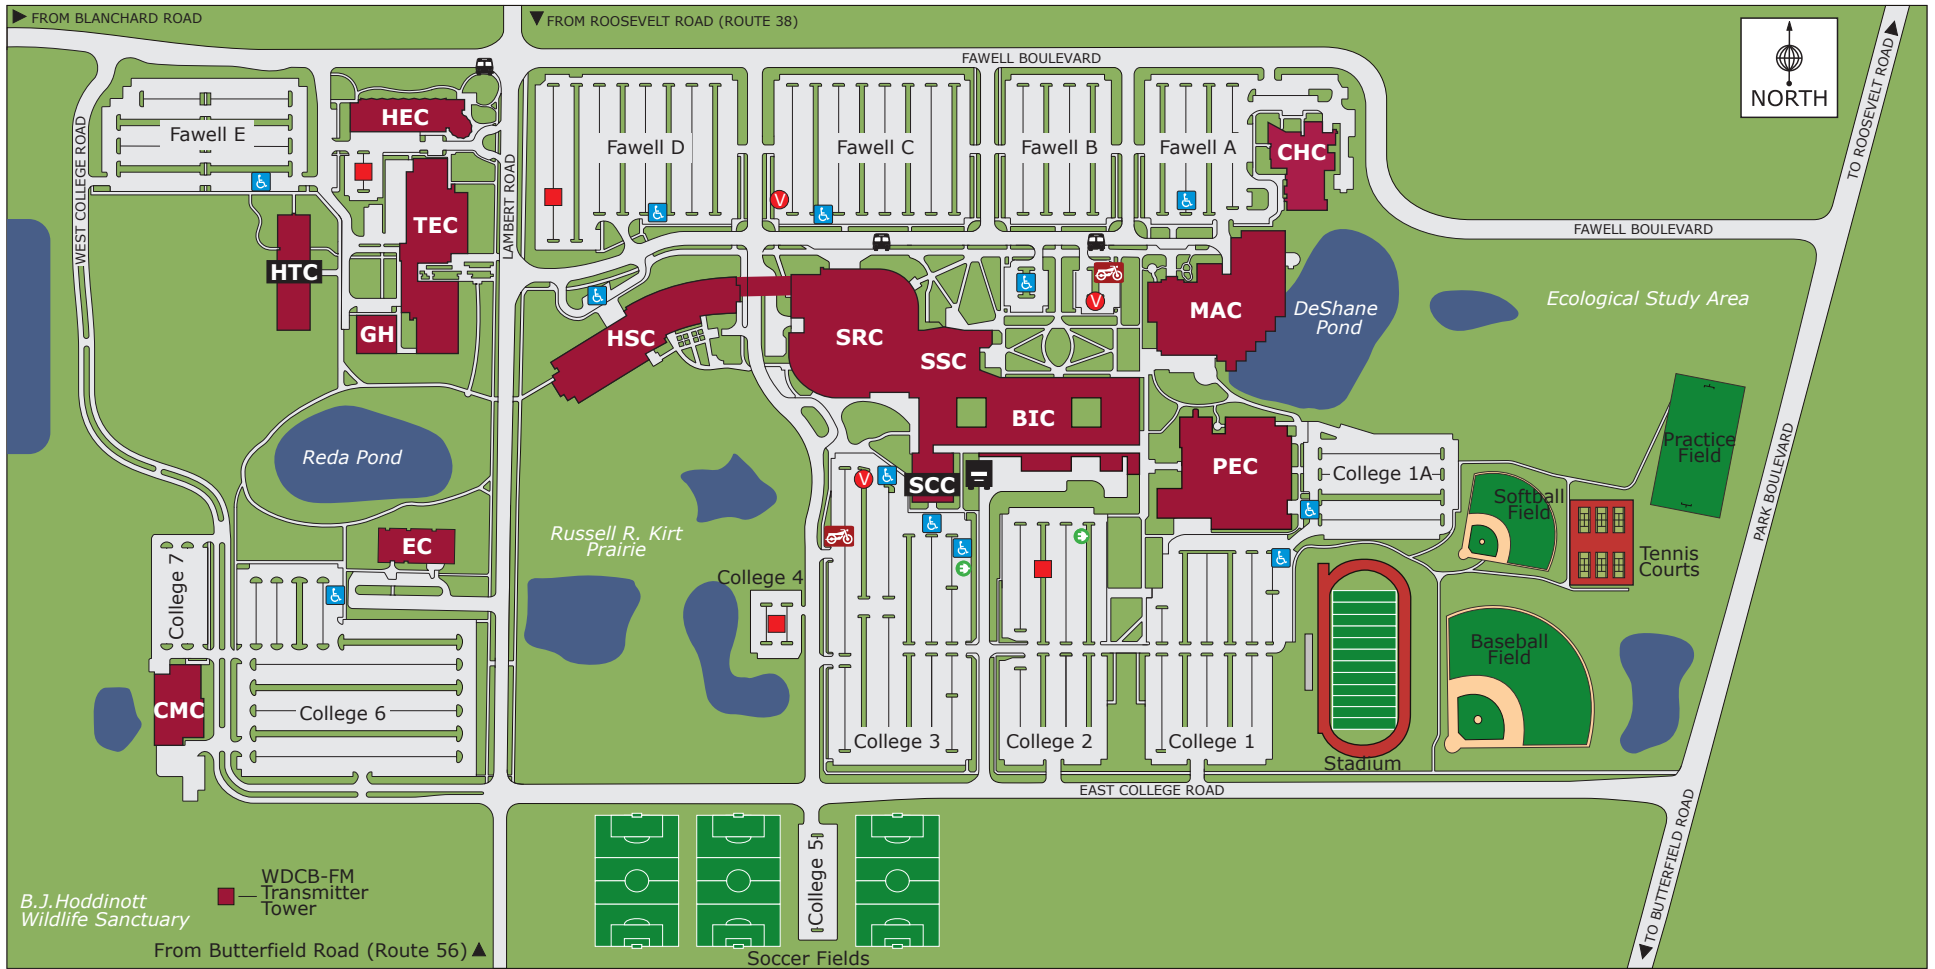 FROM BLANCHARD ROAD
FROM ROOSEVELT ROAD (ROUTE 38)
FAWELL BOULEVARD
NORTH
TO ROOSEVELT ROAD
WEST COLLEGE ROAD
LAMBERT ROAD
Fawell E
HEC
Fawell D
Fawell C
Fawell B
Fawell A
CHC
V
TEC
FAWELL BOULEVARD
HTC
GH
HSC
SRC
SSC
BIC
V
MAC
DeShane
Pond
Ecological Study Area
Reda Pond
V
SCC
PEC
College 1A
Practice
Field
PARK BOULEVARD
Softball
Field
Tennis
Courts
Russell R. Kirt
Prairie
EC
College 7
College 4
Baseball
Field
CMC
College 6
College 3
College 2
College 1
Stadium
EAST COLLEGE ROAD
TO BUTTERFIELD ROAD
College 5
WDCB-FM
Transmitter
Tower
B.J.Hoddinott
Wildlife Sanctuary
From Butterfield Road (Route 56)
Soccer Fields